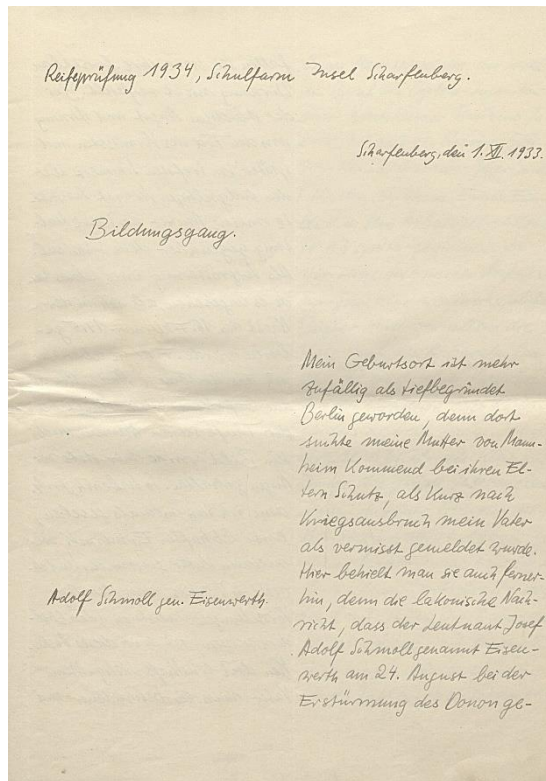 Reifeprüfung 1934, Schulfarm Insel Scharfenberg.
Scharfenberg, den 1. XII. 1933.
Bildungsgang.
Mein Geburtsort ist mehr
zufällig als tiefbegründet
Berlin geworden, denn dort
suchte meine Mutter von Mann-
heim kommend bei ihren El-
tern Schutz, als kurz nach
Kriegsausbruch mein Vater
als vermisst gemeldet wurde.
Hier behielt man sie auch ferner-
hin, denn die lakonische Nach-
richt, dass der Leutnant Josef
Adolf Schmoll genannt Eisen-
werth am 24. August bei der
Erstürmung des Donon ge-
Adolf Schmoll gen. Eisenwerth.